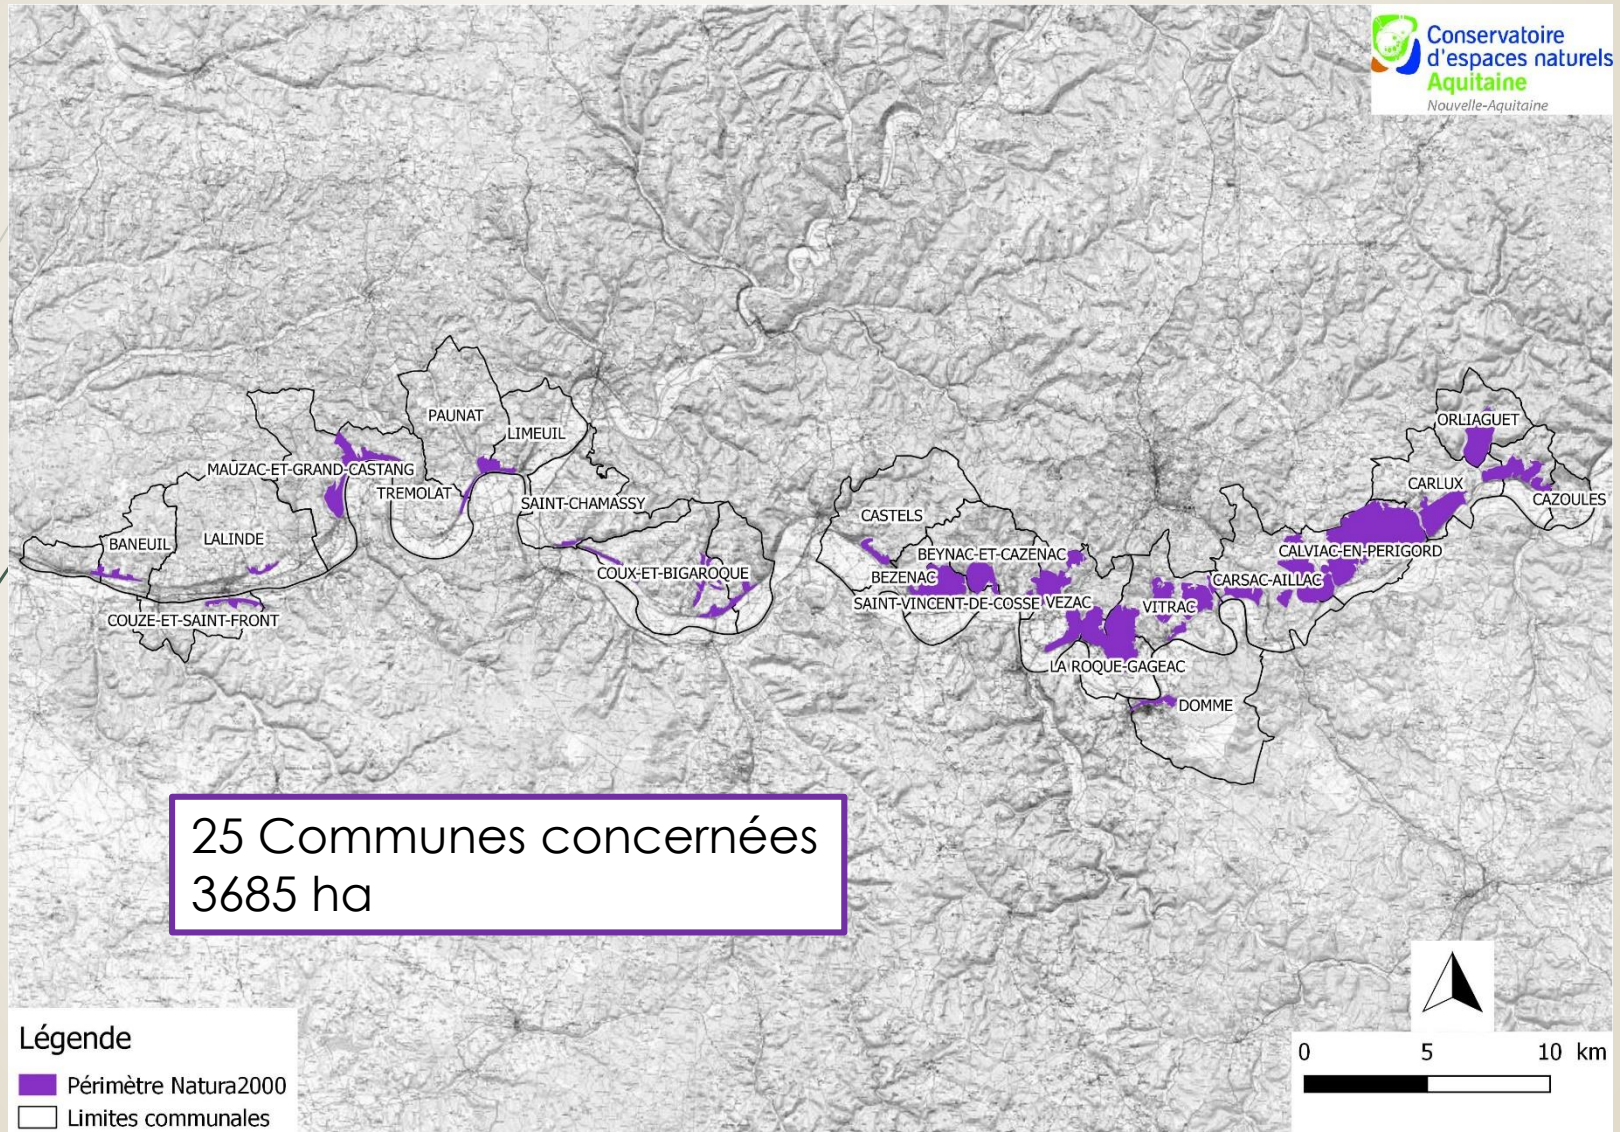 Conservatoire
d'espaces naturels
Aquitaine
Nouvelle-Aquitaine
ORLIAGUET
PAUNAT
LIMEUIL
MAUZAC-ET-GRAND-CASTANG
CARLUX
TREMOLAT
CAZOULES
SAINT-CHAMASSY
CASTELS
LALINDE
BANEUIL
BEYNAC-ET-CAZENAC
CALVIAC-EN-PERIGORD
COUX-ET-BIGAROQUE
BEZENAC
CARSAC-AILLAC
SAINT-VINCENT-DE-COSSE
VEZAC
VITRAC
COUZE-ET-SAINT-FRONT
LA ROQUE-GAGEAC
DOMME
25 Communes concernées
3685 ha
Légende
Périmètre Natura2000
Limites communales
0 5 10 km